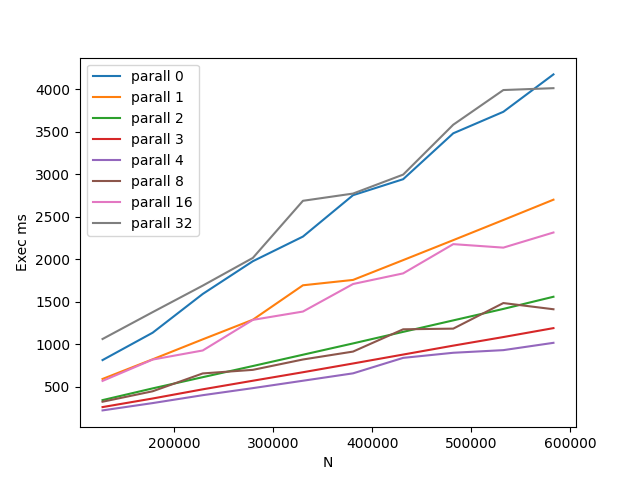 parall 0
parall 1
parall 2
parall 3
parall 4
parall 8
parall 16
parall 32
Exec ms
4000
3500
3000
2500
2000
1500
1000
500
200000 300000 400000 500000 600000
N